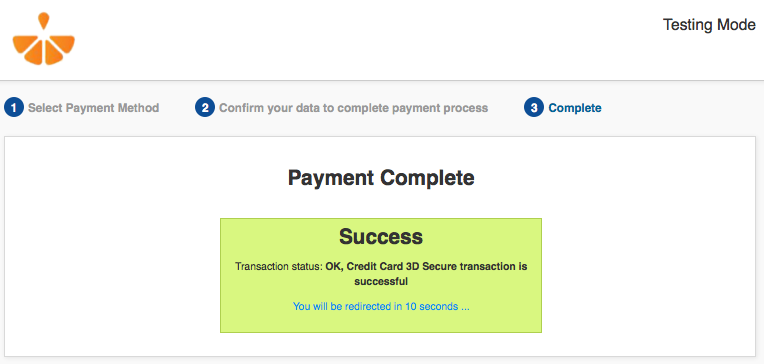 Testing Mode
1 Select Payment Method 2 Confirm your data to complete payment process 3 Complete
Payment Complete
Success
Transaction status: OK, Credit Card 3D Secure transaction is
successful
You will be redirected in 10 seconds ...